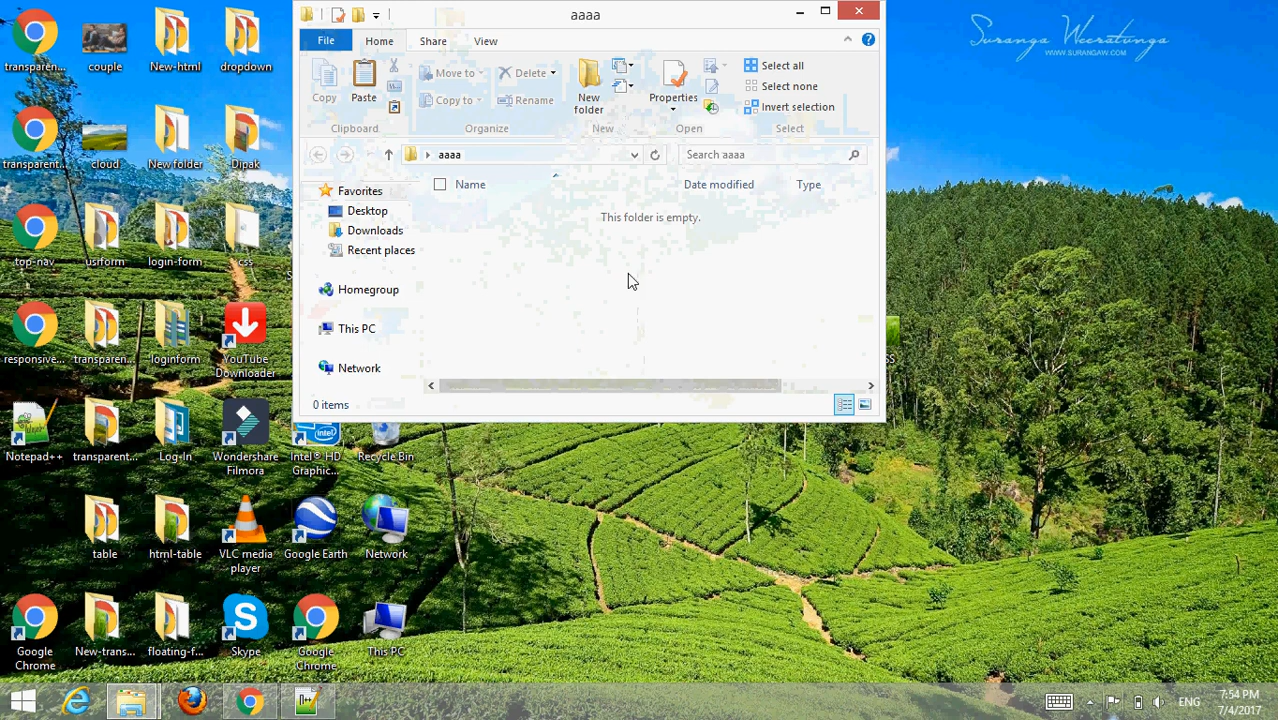 aaaa
File Home Share View
Copy Paste Move to Copy to Delete Rename New folder Properties Select all Select none Invert selection
Clipboard Organize New Open Select
aaaa Search aaaa
Name Date modified Type
This folder is empty.
Favorites
Desktop
Downloads
Recent places
Homegroup
This PC
Network
0 items
Suranga Weeratunga
WWW.SURANGAW.COM
transparen... couple New-html dropdown
transparent... cloud New folder Dipak
top-nav usrform login-form css
responsive... transparen... loginform YouTube Downloader
Notepad++ transparent... Log-In Wondershare Filmora Intel® HD Graphic... Recycle Bin
table html-table VLC media player Google Earth Network
Google Chrome New-trans... floating-f... Skype Google Chrome This PC
ENG 7:54 PM
7/4/2017